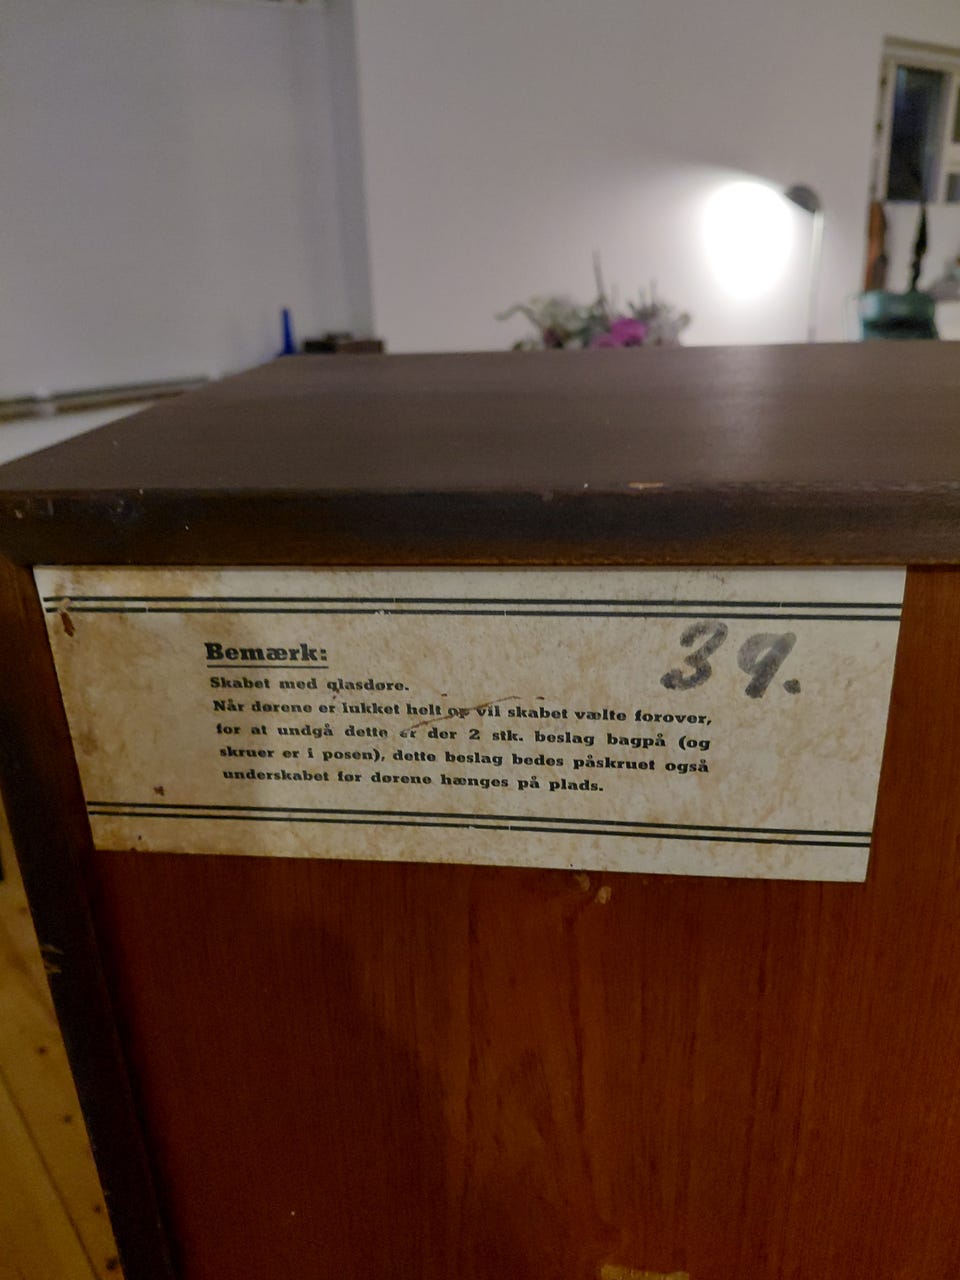 Bemærk:
39.
Skabet med glasdøre.
Når dørene er lukket helt op vil skabet vælte forover,
for at undgå dette er der 2 stk. beslag bagpå (og
skruer er i posen), dette beslag bedes påskruet også
underskabet før dørene hænges på plads.